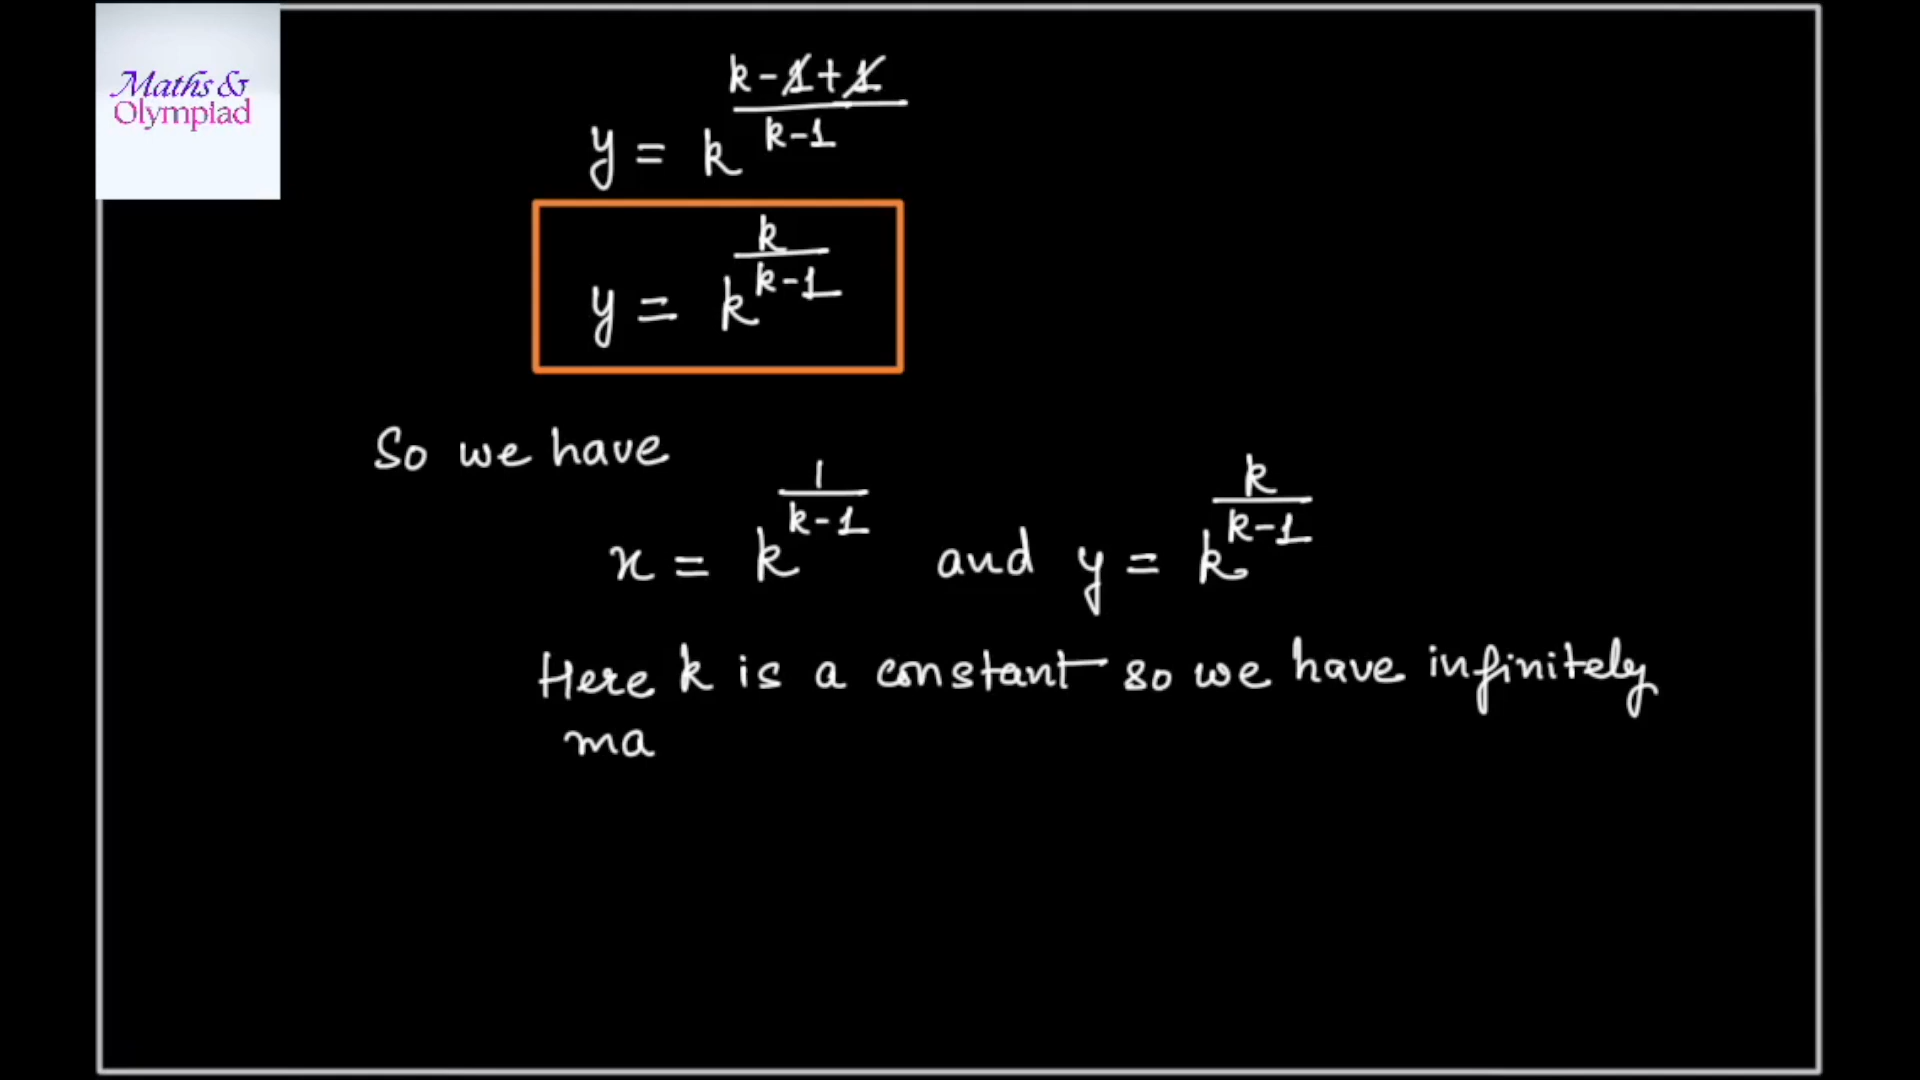 Maths &
Olympiad
y = k^((k-1+1)/(k-1))
y = k^(k/(k-1))
So we have
x = k^(1/(k-1)) and y = k^(k/(k-1))
Here k is a constant so we have infinitely
ma